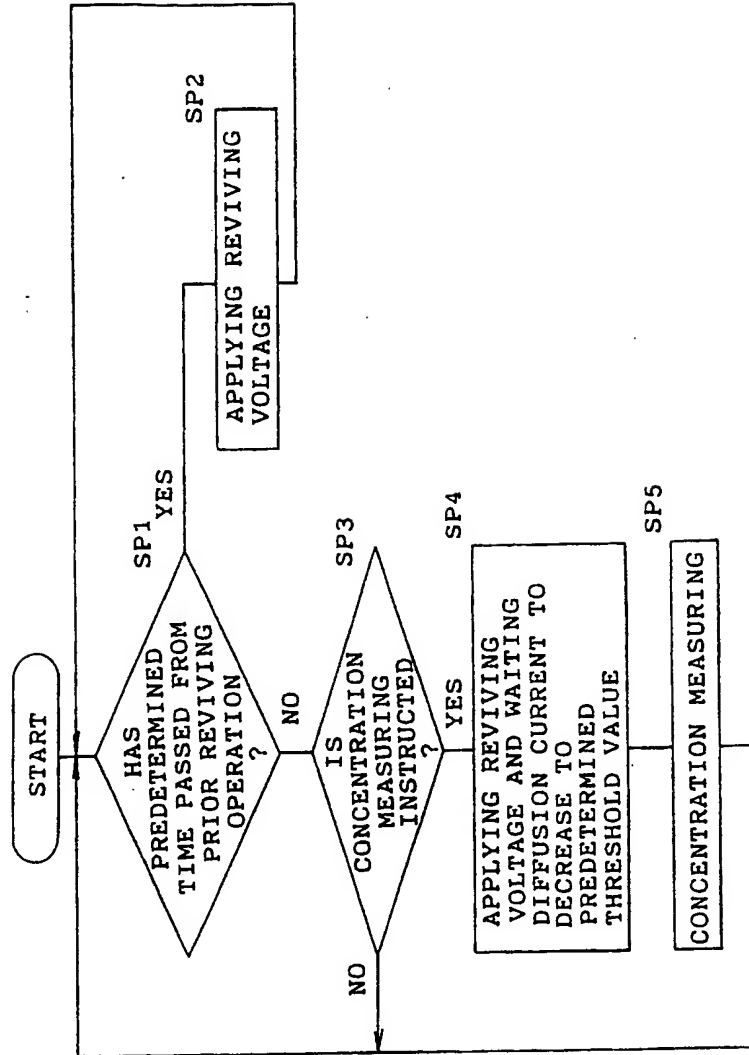 START
SP1
HAS
PREDETERMINED
TIME PASSED FROM
PRIOR REVIVING
OPERATION
?
YES
SP2
APPLYING REVIVING
VOLTAGE
NO
SP3
IS
CONCENTRATION
MEASURING
INSTRUCTED
?
NO
YES
SP4
APPLYING REVIVING
VOLTAGE AND WAITING
DIFFUSION CURRENT TO
DECREASE TO
PREDETERMINED
THRESHOLD VALUE
SP5
CONCENTRATION MEASURING